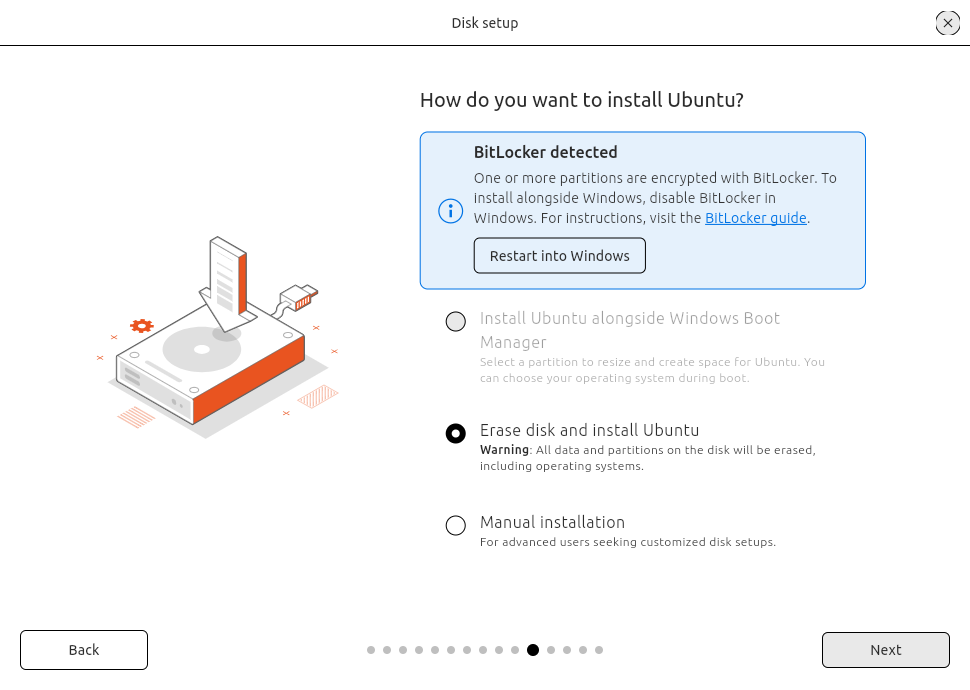 Disk setup
How do you want to install Ubuntu?
BitLocker detected
One or more partitions are encrypted with BitLocker. To
install alongside Windows, disable BitLocker in
Windows. For instructions, visit the BitLocker guide.
Restart into Windows
Install Ubuntu alongside Windows Boot
Manager
Select a partition to resize and create space for Ubuntu. You
can choose your operating system during boot.
Erase disk and install Ubuntu
Warning: All data and partitions on the disk will be erased,
including operating systems.
Manual installation
For advanced users seeking customized disk setups.
Back
Next